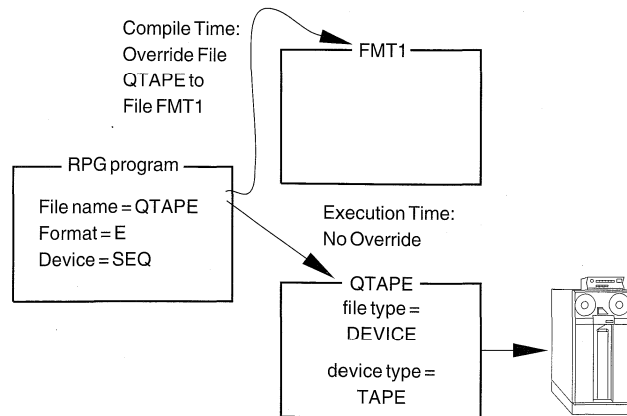 Compile Time:
Override File
QTAPE to
File FMT1
FMT1
RPG program
File name = QTAPE
Format = E
Device = SEQ
Execution Time:
No Override
QTAPE
file type =
DEVICE
device type =
TAPE